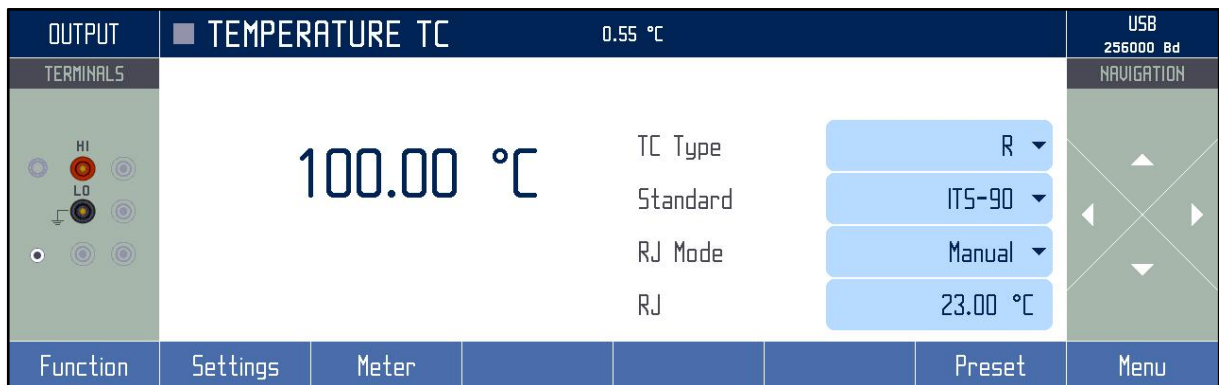 OUTPUT
TEMPERATURE TC
0.55 °C
USB
256000 Bd
TERMINALS
NAVIGATION
HI
LO
100.00 °C
TC Type
R
Standard
ITS-90
RJ Mode
Manual
RJ
23.00 °C
Function
Settings
Meter
Preset
Menu